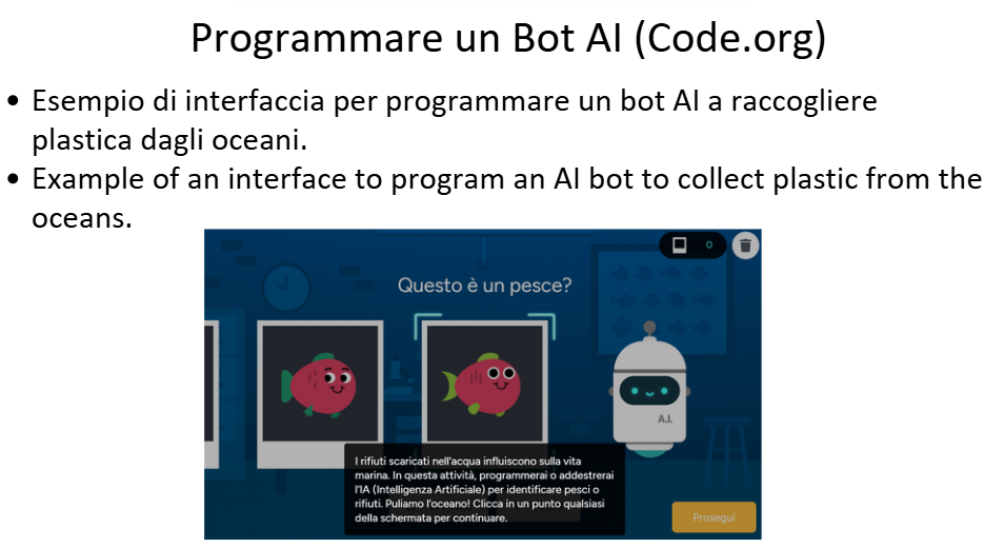 Programmare un Bot AI (Code.org)
• Esempio di interfaccia per programmare un bot AI a raccogliere
plastica dagli oceani.
• Example of an interface to program an AI bot to collect plastic from the
oceans.
0
Questo è un pesce?
A.I.
I rifiuti scaricati nell'acqua influiscono sulla vita
marina. In questa attività, programmerai o addestrerai
l'IA (Intelligenza Artificiale) per identificare pesci o
rifiuti. Puliamo l'oceano! Clicca in un punto qualsiasi
della schermata per continuare.
Prosegui